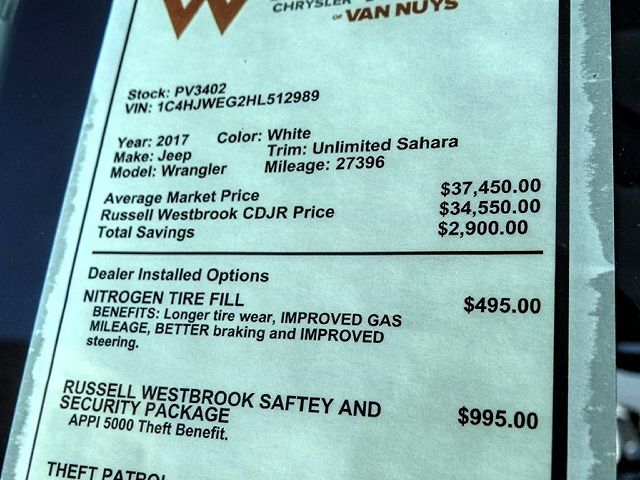 W
CHRYSLER
OF VAN NUYS
Stock: PV3402
VIN: 1C4HJWEG2HL512989
Year: 2017 Color: White
Make: Jeep Trim: Unlimited Sahara
Model: Wrangler Mileage: 27396
Average Market Price $37,450.00
Russell Westbrook CDJR Price $34,550.00
Total Savings $2,900.00
Dealer Installed Options
NITROGEN TIRE FILL $495.00
BENEFITS: Longer tire wear, IMPROVED GAS
MILEAGE, BETTER braking and IMPROVED
steering.
RUSSELL WESTBROOK SAFTEY AND
SECURITY PACKAGE $995.00
APPI 5000 Theft Benefit.
THEFT PATROL